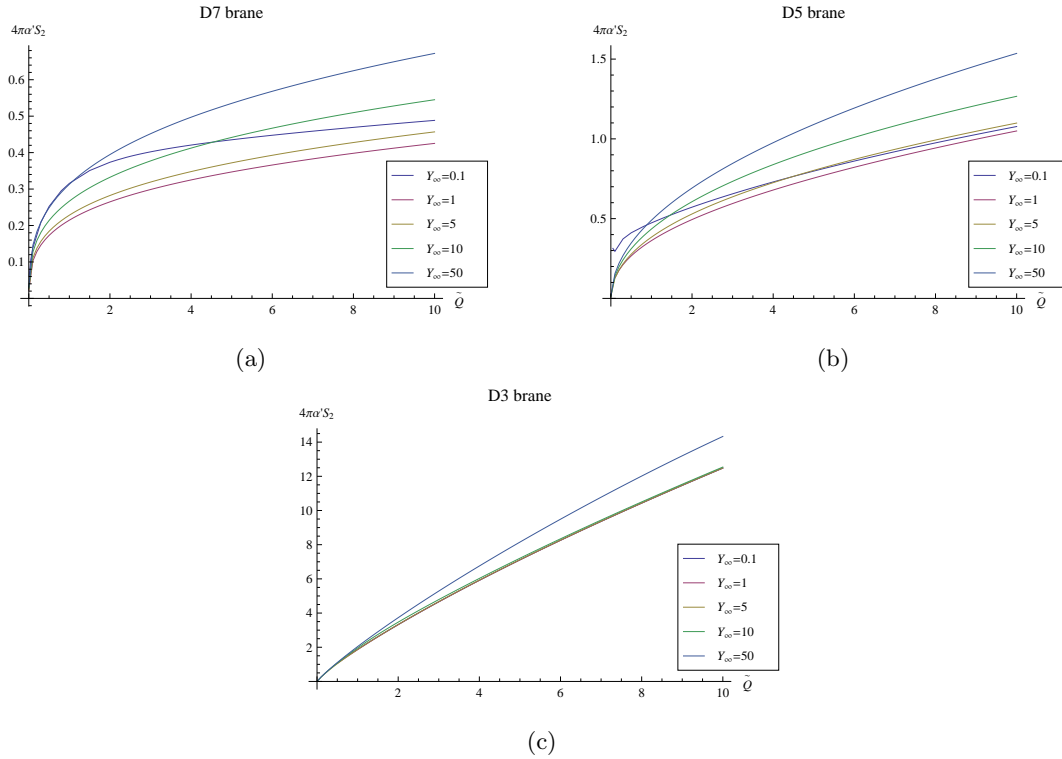 D7 brane
4πα'S₂
0.6
0.5
0.4
0.3
0.2
0.1
2 4 6 8 10
Q̃
Y∞=0.1
Y∞=1
Y∞=5
Y∞=10
Y∞=50
(a)
D5 brane
4πα'S₂
1.5
1.0
0.5
2 4 6 8 10
Q̃
Y∞=0.1
Y∞=1
Y∞=5
Y∞=10
Y∞=50
(b)
D3 brane
4πα'S₂
14
12
10
8
6
4
2
2 4 6 8 10
Q̃
Y∞=0.1
Y∞=1
Y∞=5
Y∞=10
Y∞=50
(c)